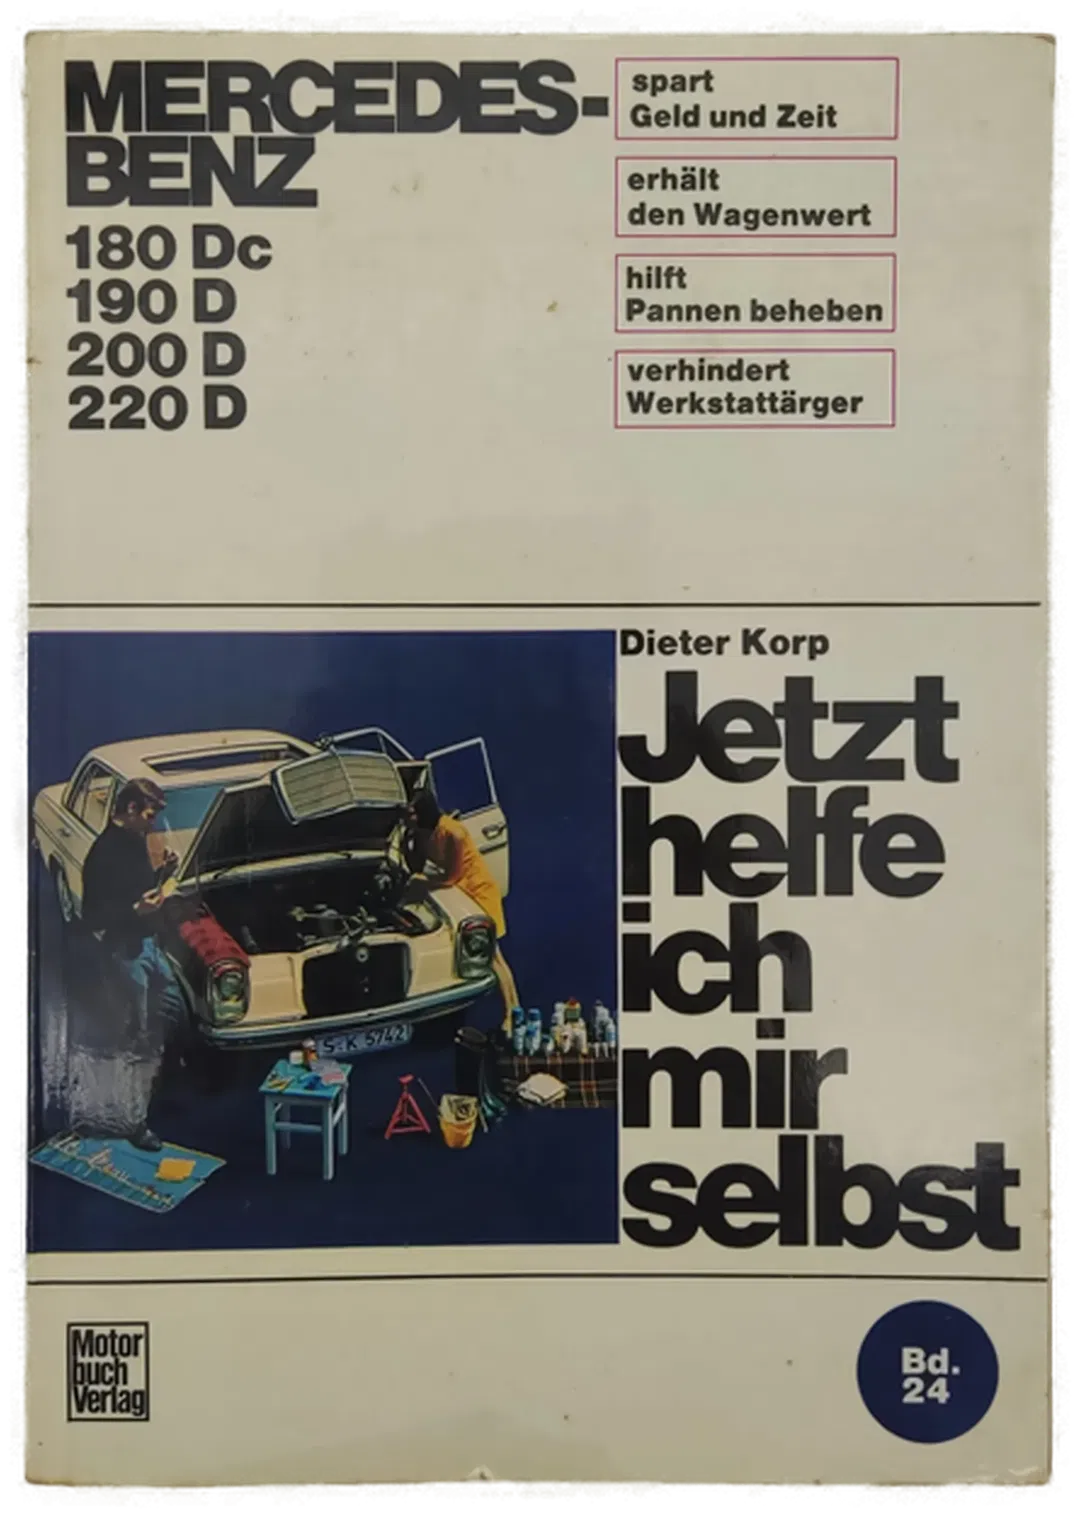 MERCEDES-
BENZ
180 Dc
190 D
200 D
220 D
spart
Geld und Zeit
erhält
den Wagenwert
hilft
Pannen beheben
verhindert
Werkstattärger
Dieter Korp
Jetzt
helfe
ich
mir
selbst
S-K 5742
Motor
buch
Verlag
Bd.
24